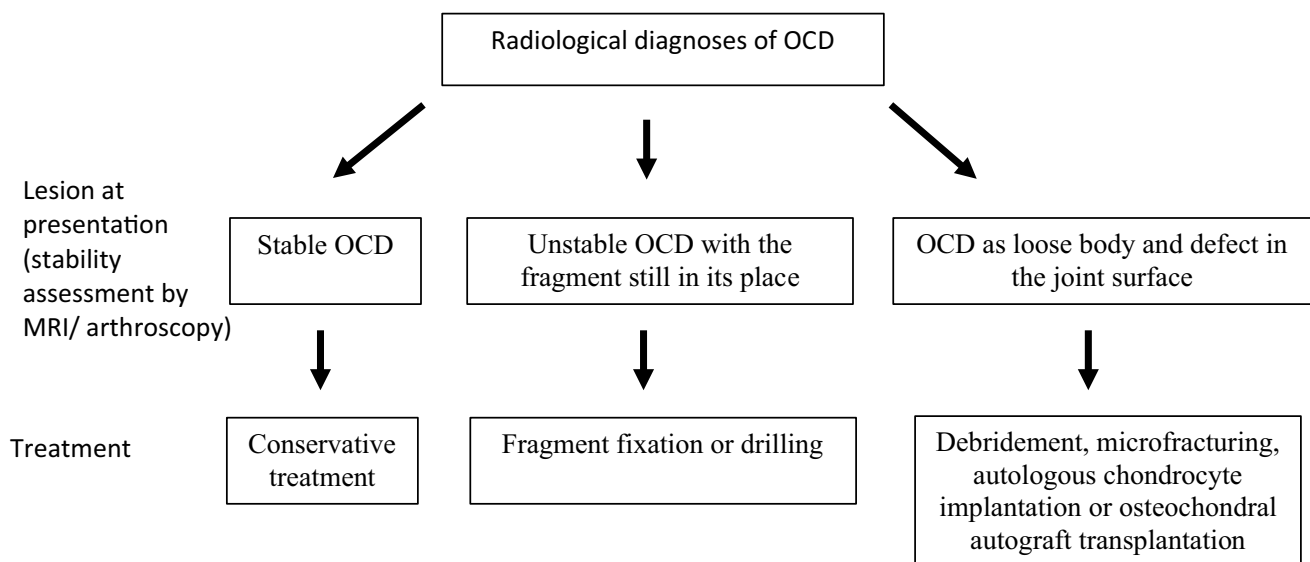 Radiological diagnoses of OCD
Lesion at
presentation
(stability
assessment by
MRI/ arthroscopy)
Stable OCD
Unstable OCD with the
fragment still in its place
OCD as loose body and defect in
the joint surface
Treatment
Conservative
treatment
Fragment fixation or drilling
Debridement, microfracturing,
autologous chondrocyte
implantation or osteochondral
autograft transplantation